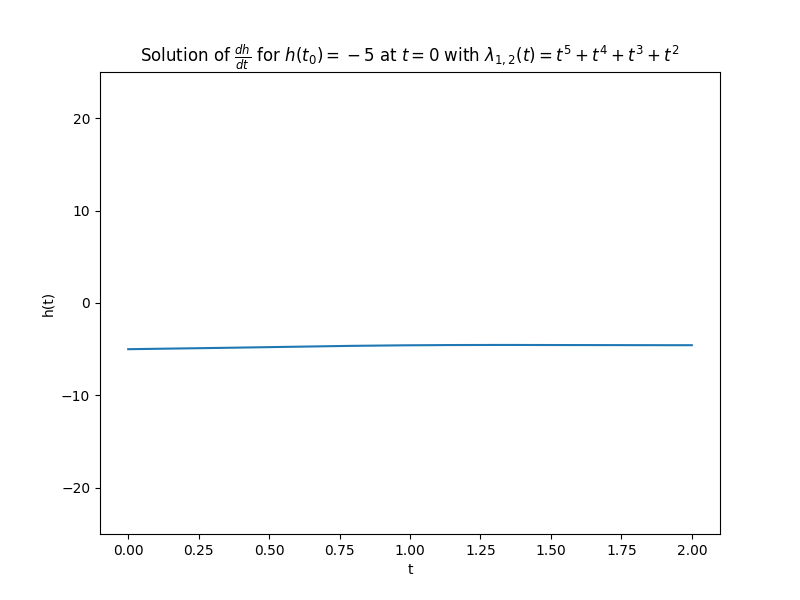 Solution of dh/dt for h(t₀) = −5 at t = 0 with λ₁,₂(t) = t⁵ + t⁴ + t³ + t²
20
10
0
−10
−20
h(t)
0.00 0.25 0.50 0.75 1.00 1.25 1.50 1.75 2.00
t